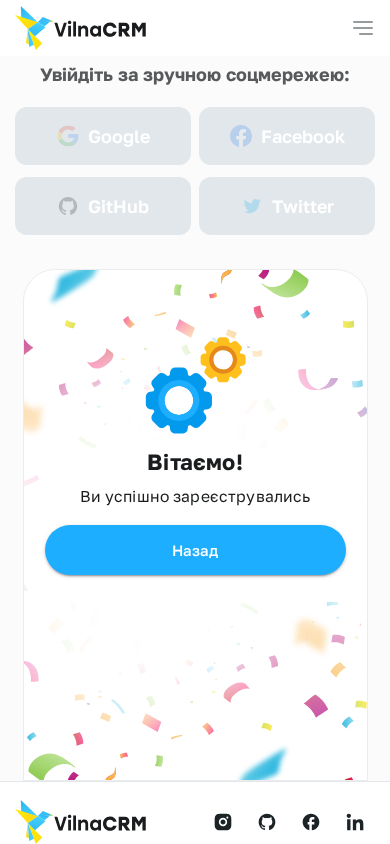 VilnaCRM
Увійдіть за зручною соцмережею:
Google
Facebook
GitHub
Twitter
Вітаємо!
Ви успішно зареєструвались
Назад
VilnaCRM